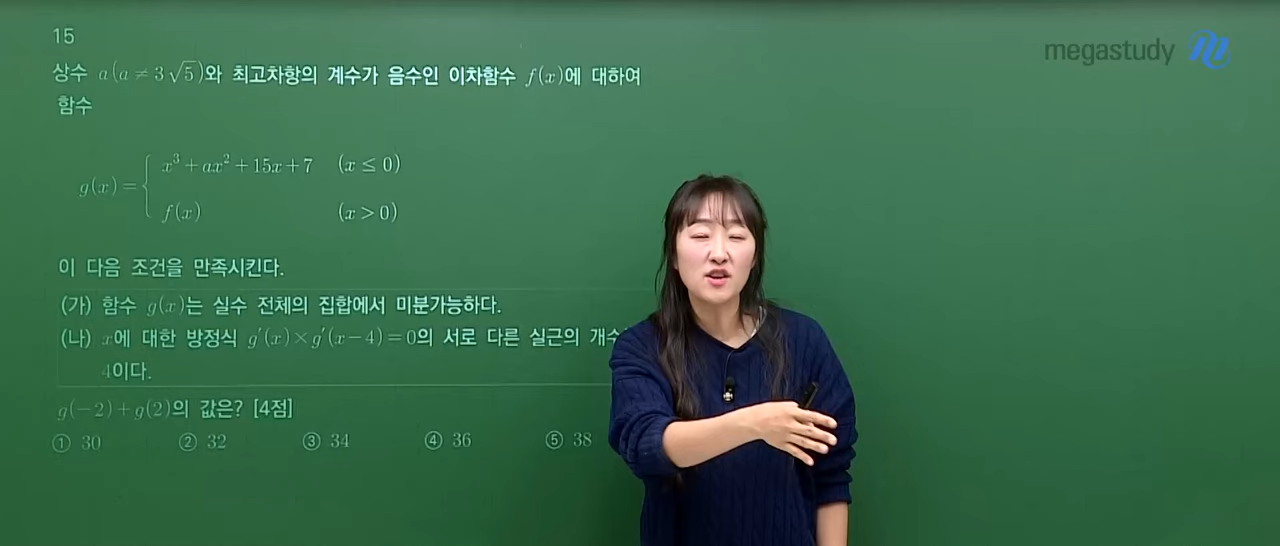 15
megastudy
상수 a(a≠3√5)와 최고차항의 계수가 음수인 이차함수 f(x)에 대하여
함수
g(x)={ x³+ax²+15x+7 (x≤0)
f(x) (x>0)
이 다음 조건을 만족시킨다.
(가) 함수 g(x)는 실수 전체의 집합에서 미분가능하다.
(나) x에 대한 방정식 g′(x)×g′(x-4)=0의 서로 다른 실근의 개수
4이다.
g(-2)+g(2)의 값은? [4점]
① 30 ② 32 ③ 34 ④ 36 ⑤ 38